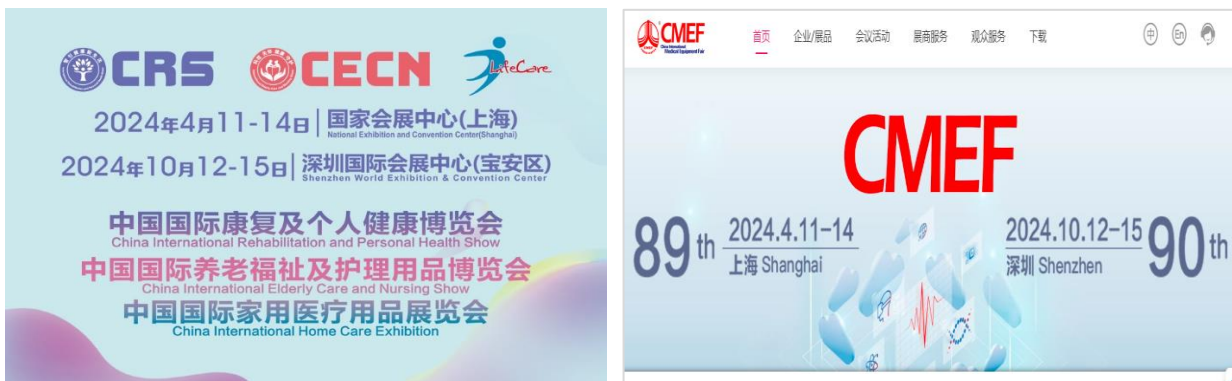 CRS CECN LifeCare
2024年4月11-14日 | 国家会展中心(上海)
National Exhibition and Convention Center(Shanghai)
2024年10月12-15日 | 深圳国际会展中心(宝安区)
Shenzhen World Exhibition & Convention Center
中国国际康复及个人健康博览会
China International Rehabilitation and Personal Health Show
中国国际养老福祉及护理用品博览会
China International Elderly Care and Nursing Show
中国国际家用医疗用品展览会
China International Home Care Exhibition
CMEF
China International
Medical Equipment Fair
首页 企业/展品 会议活动 展商服务 观众服务 下载 中 En
CMEF
89th 2024.4.11-14
上海 Shanghai
2024.10.12-15 90th
深圳 Shenzhen